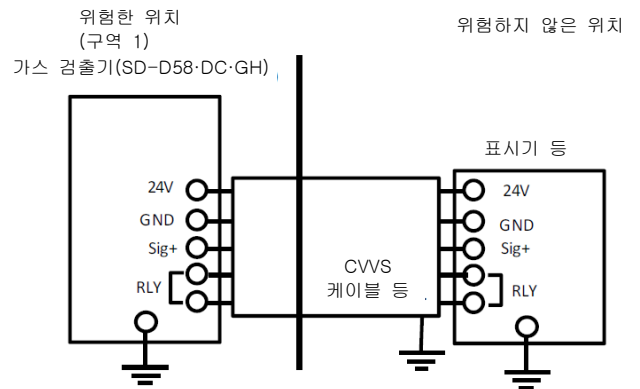 위험한 위치
(구역 1)
가스 검출기(SD-D58·DC·GH)
위험하지 않은 위치
표시기 등
24V
GND
Sig+
RLY
CVVS
케이블 등
24V
GND
Sig+
RLY